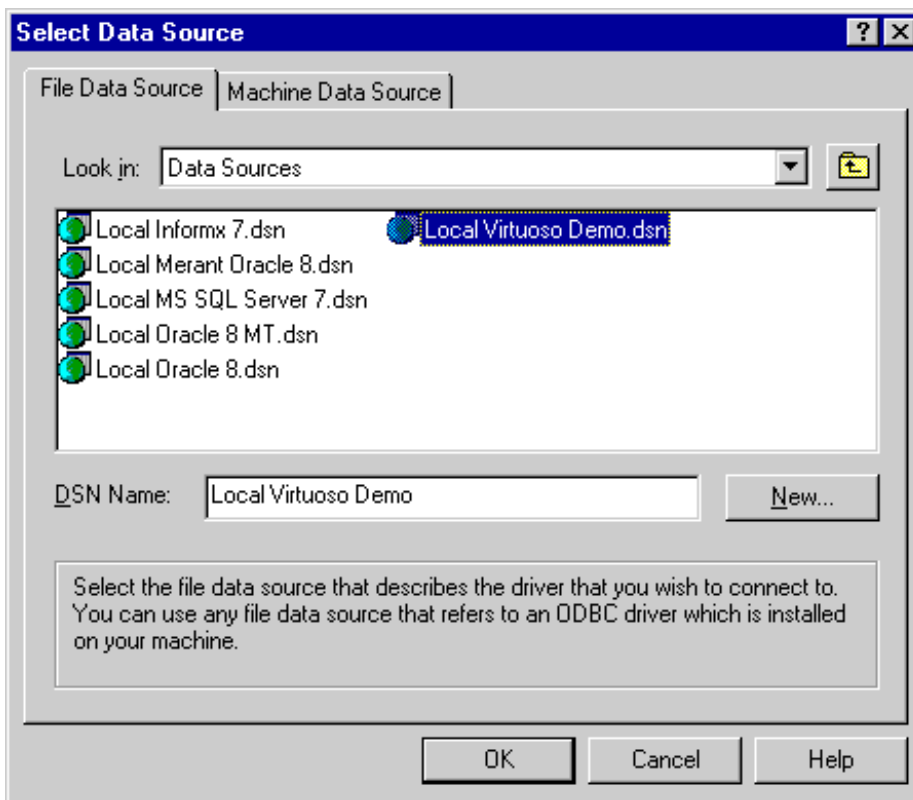 Select Data Source
File Data Source
Machine Data Source
Look in:
Data Sources
Local Informx 7.dsn
Local Merant Oracle 8.dsn
Local MS SQL Server 7.dsn
Local Oracle 8 MT.dsn
Local Oracle 8.dsn
Local Virtuoso Demo.dsn
DSN Name:
Local Virtuoso Demo
New...
Select the file data source that describes the driver that you wish to connect to.
You can use any file data source that refers to an ODBC driver which is installed
on your machine.
OK
Cancel
Help